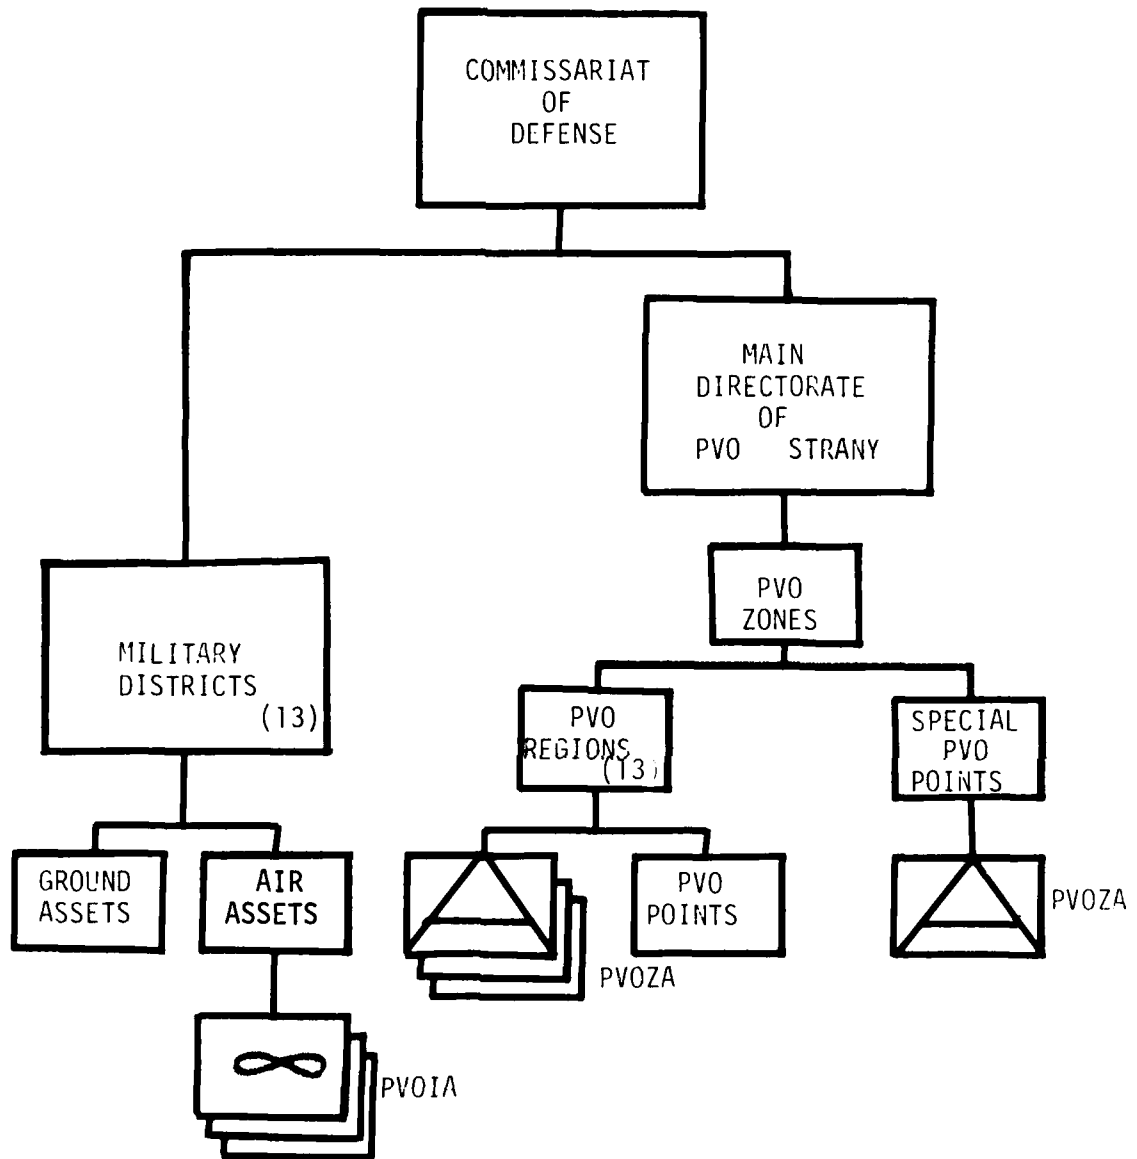 COMMISSARIAT
OF
DEFENSE
MAIN
DIRECTORATE
OF
PVO STRANY
PVO
ZONES
MILITARY
DISTRICTS
(13)
PVO
REGIONS
(13)
SPECIAL
PVO
POINTS
GROUND
ASSETS
AIR
ASSETS
PVOZA
PVO
POINTS
PVOZA
PVOIA